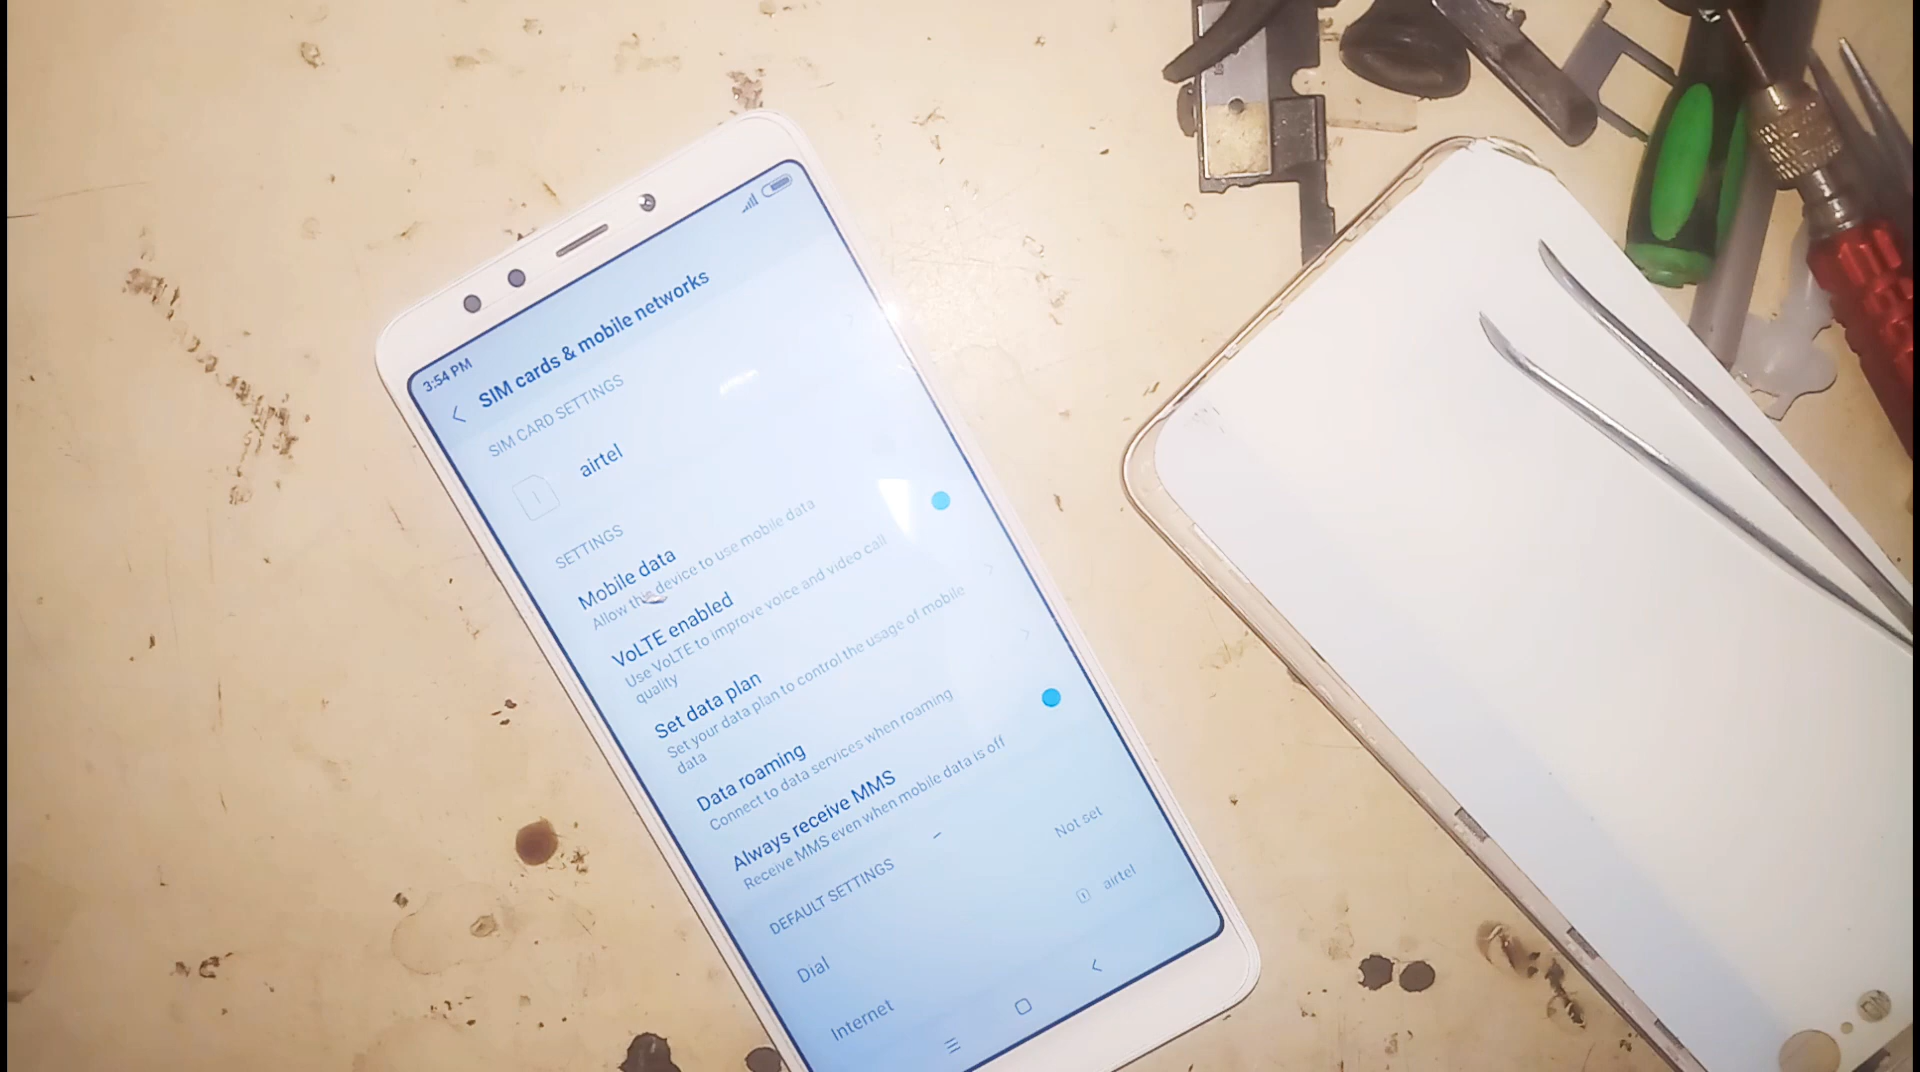 3:54 PM
SIM cards & mobile networks
SIM CARD SETTINGS
1
airtel
SETTINGS
Mobile data
Allow this device to use mobile data
VoLTE enabled
Use VoLTE to improve voice and video call
quality
Set data plan
Set your data plan to control the usage of mobile
data
Data roaming
Connect to data services when roaming
Always receive MMS
Receive MMS even when mobile data is off
DEFAULT SETTINGS
Dial
Not set
Internet
1 airtel